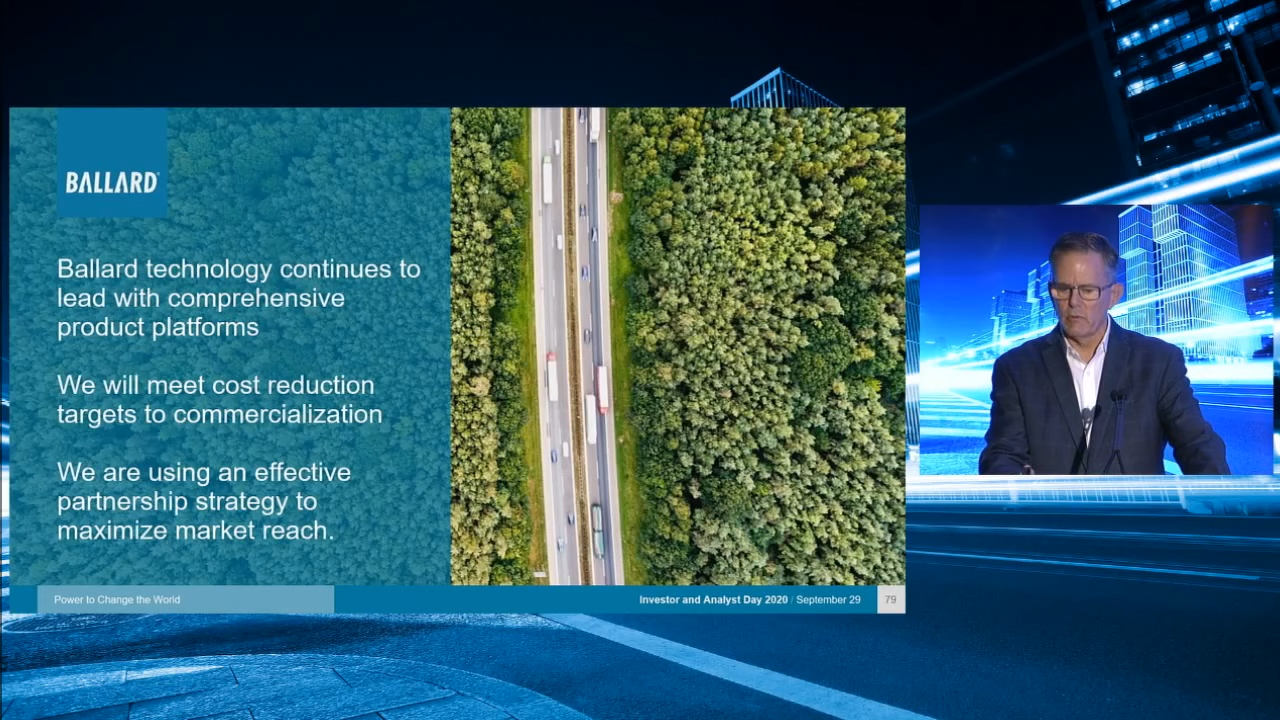 BALLARD
Ballard technology continues to
lead with comprehensive
product platforms
We will meet cost reduction
targets to commercialization
We are using an effective
partnership strategy to
maximize market reach.
Power to Change the World
Investor and Analyst Day 2020 / September 29
79